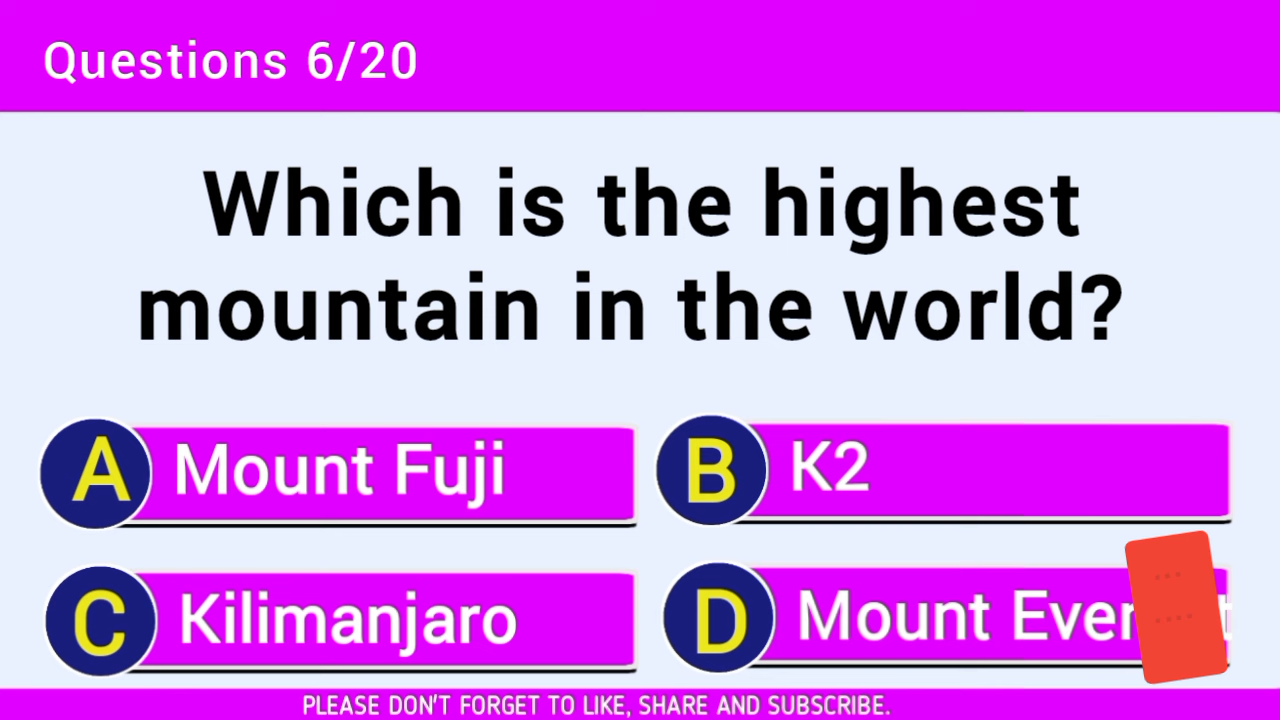 Questions 6/20
Which is the highest
mountain in the world?
A Mount Fuji
B K2
C Kilimanjaro
D Mount
PLEASE DON'T FORGET TO LIKE, SHARE AND SUBSCRIBE.